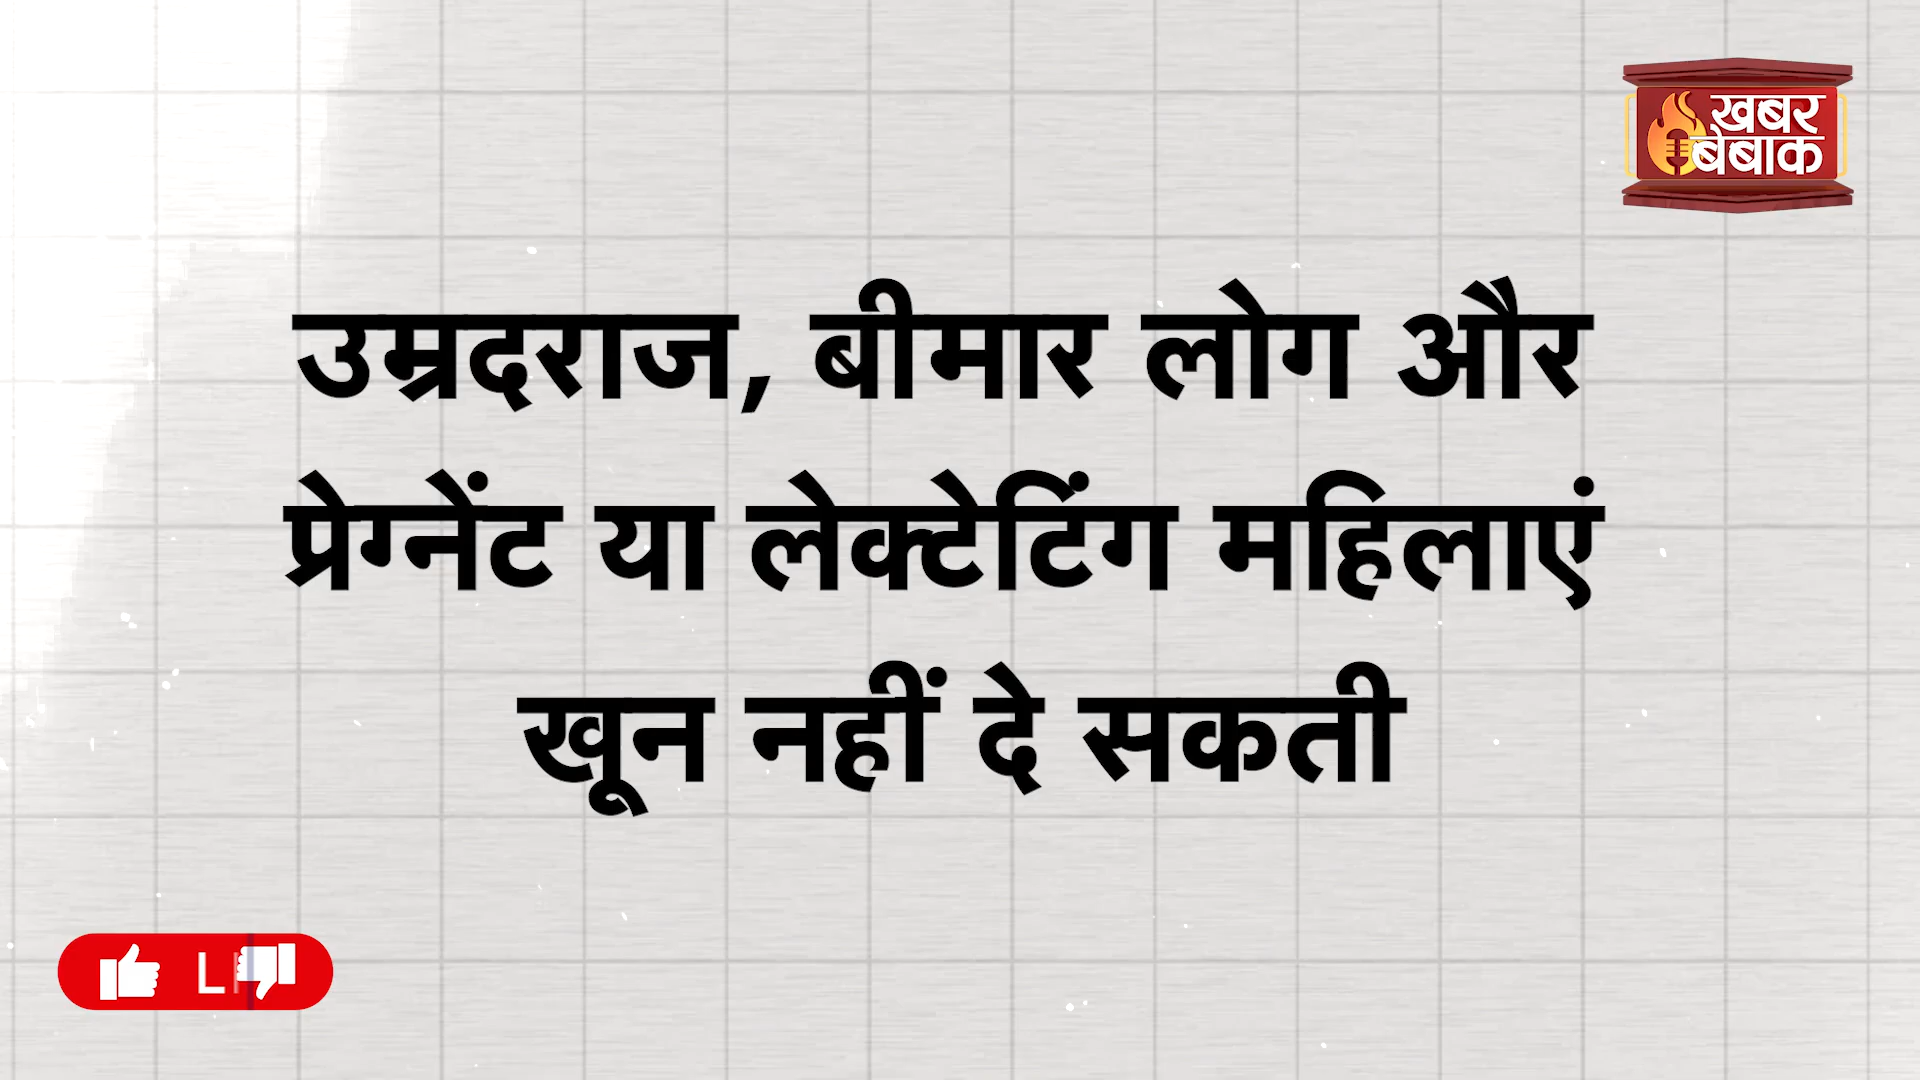 खबर
बेबाक
उम्रदराज, बीमार लोग और
प्रेग्नेंट या लेक्टेटिंग महिलाएं
खून नहीं दे सकती